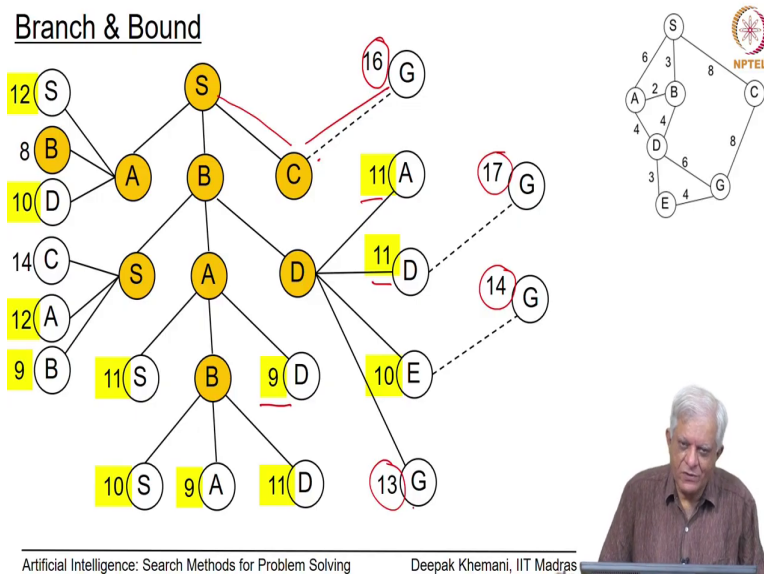 Branch & Bound
NPTEL
12 S
S
16 G
8 B
A
B
C
11 A
17 G
10 D
14 C
S
A
D
11 D
14 G
12 A
9 B
11 S
B
9 D
10 E
10 S
9 A
11 D
13 G
S
6
3
8
A
2
B
C
4
4
D
6
8
3
E
4
G
Artificial Intelligence: Search Methods for Problem Solving
Deepak Khemani, IIT Madras